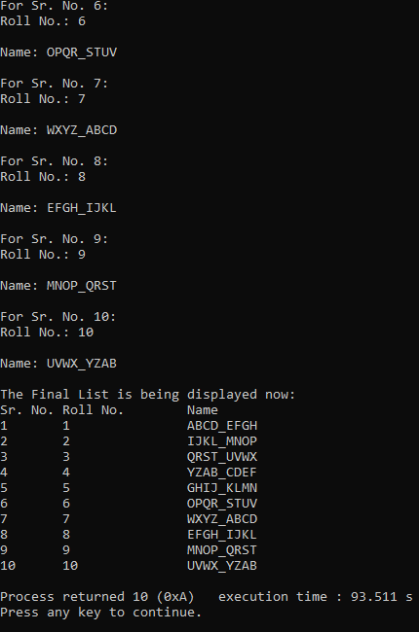 For Sr. No. 6:
Roll No.: 6
Name: OPQR_STUV
For Sr. No. 7:
Roll No.: 7
Name: WXYZ_ABCD
For Sr. No. 8:
Roll No.: 8
Name: EFGH_IJKL
For Sr. No. 9:
Roll No.: 9
Name: MNOP_QRST
For Sr. No. 10:
Roll No.: 10
Name: UVWX_YZAB
The Final List is being displayed now:
Sr. No. Roll No. Name
1 1 ABCD_EFGH
2 2 IJKL_MNOP
3 3 QRST_UVWX
4 4 YZAB_CDEF
5 5 GHIJ_KLMN
6 6 OPQR_STUV
7 7 WXYZ_ABCD
8 8 EFGH_IJKL
9 9 MNOP_QRST
10 10 UVWX_YZAB
Process returned 10 (0xA) execution time : 93.511 s
Press any key to continue.